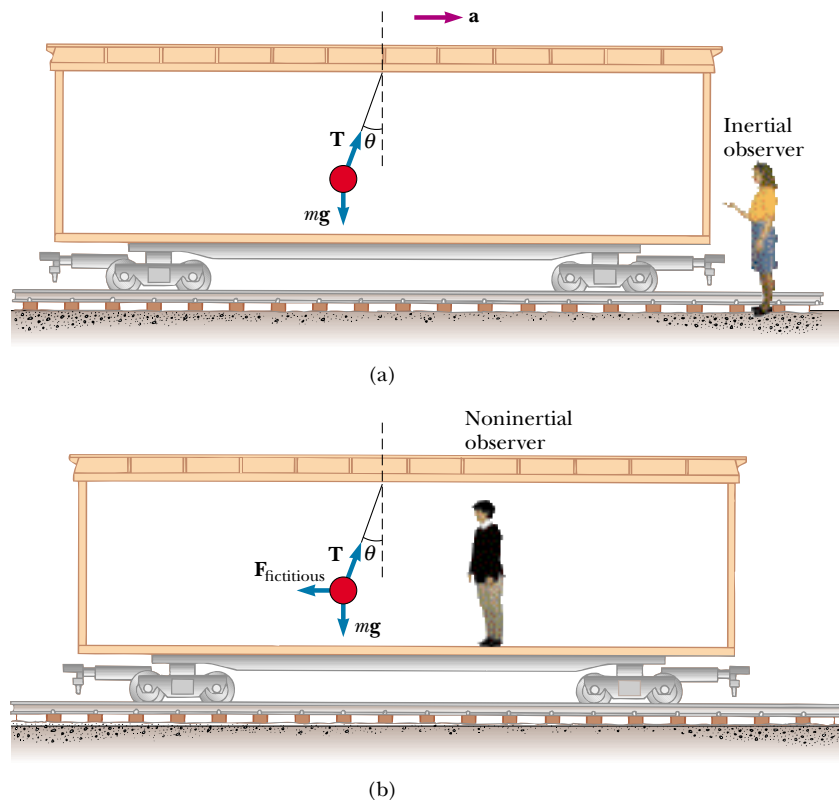 a
T
θ
mg
Inertial
observer
(a)
Noninertial
observer
T
θ
Ffictitious
mg
(b)